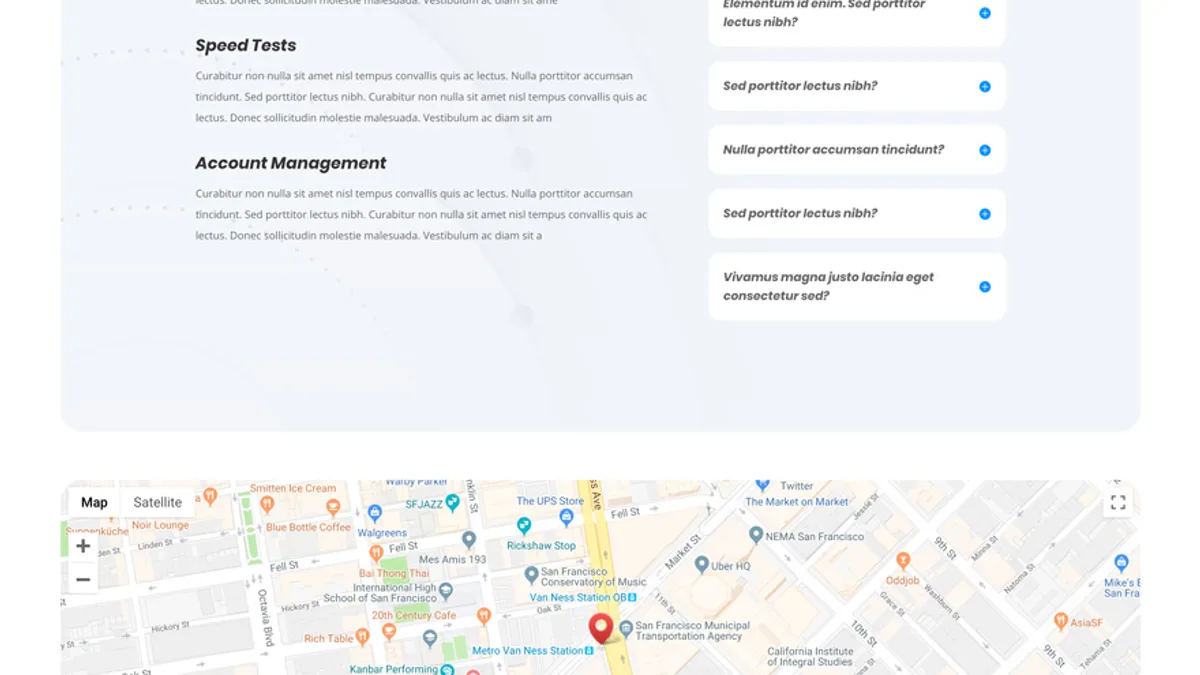 lectus. Donec sollicitudin molestie malesuada. Vestibulum ac diam sit ame
Speed Tests
Curabitur non nulla sit amet nisl tempus convallis quis ac lectus. Nulla porttitor accumsan
tincidunt. Sed porttitor lectus nibh. Curabitur non nulla sit amet nisl tempus convallis quis ac
lectus. Donec sollicitudin molestie malesuada. Vestibulum ac diam sit am
Account Management
Curabitur non nulla sit amet nisl tempus convallis quis ac lectus. Nulla porttitor accumsan
tincidunt. Sed porttitor lectus nibh. Curabitur non nulla sit amet nisl tempus convallis quis ac
lectus. Donec sollicitudin molestie malesuada. Vestibulum ac diam sit a
Elementum id enim. Sed porttitor
lectus nibh?
Sed porttitor lectus nibh?
Nulla porttitor accumsan tincidunt?
Sed porttitor lectus nibh?
Vivamus magna justo lacinia eget
consectetur sed?
Map
Satellite
Smitten Ice Cream
Warby Parker
SFJAZZ
The UPS Store
ss Ave
Fell St
Twitter
The Market on Market
Jessie St
Suppenküche
Noir Lounge
Blue Bottle Coffee
Walgreens
Rickshaw Stop
Market St
NEMA San Francisco
9th St
Minna St
Linden St
Fell St
Fell St
Mes Amis 193
Bai Thong Thai
San Francisco
Conservatory of Music
Uber HQ
Oddjob
Natoma St
Mike's
San Fra
International High
School of San Francisco
Van Ness Station OB
Oak St
11th St
Grace St
Washburn St
Octavia Blvd
Hickory St
Hickory St
20th Century Cafe
Rich Table
San Francisco Municipal
Transportation Agency
10th St
AsiaSF
Metro Van Ness Station
California Institute
of Integral Studies
9th St
Tehama St
Kanbar Performing
Oak St